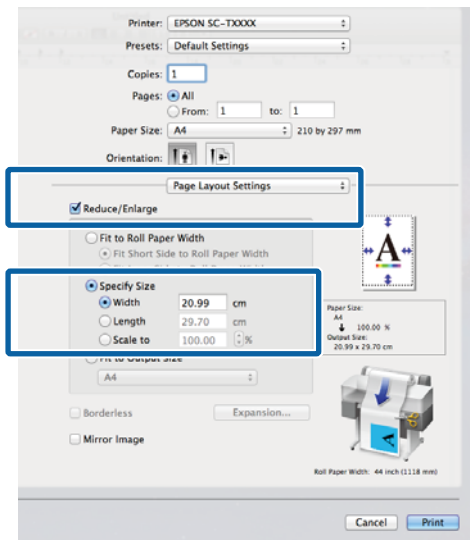 Printer: EPSON SC-TXXXX
Presets: Default Settings
Copies: 1
Pages: All
From: 1 to: 1
Paper Size: A4 210 by 297 mm
Orientation:
Page Layout Settings
Reduce/Enlarge
Fit to Roll Paper Width
Fit Short Side to Roll Paper Width
Specify Size
Width 20.99 cm
Length 29.70 cm
Scale to 100.00 %
Fit to Output Size
A4
Borderless Expansion...
Mirror Image
A
Paper Size:
A4
100.00 %
Output Size:
20.99 x 29.70 cm
Roll Paper Width: 44 inch (1118 mm)
Cancel Print